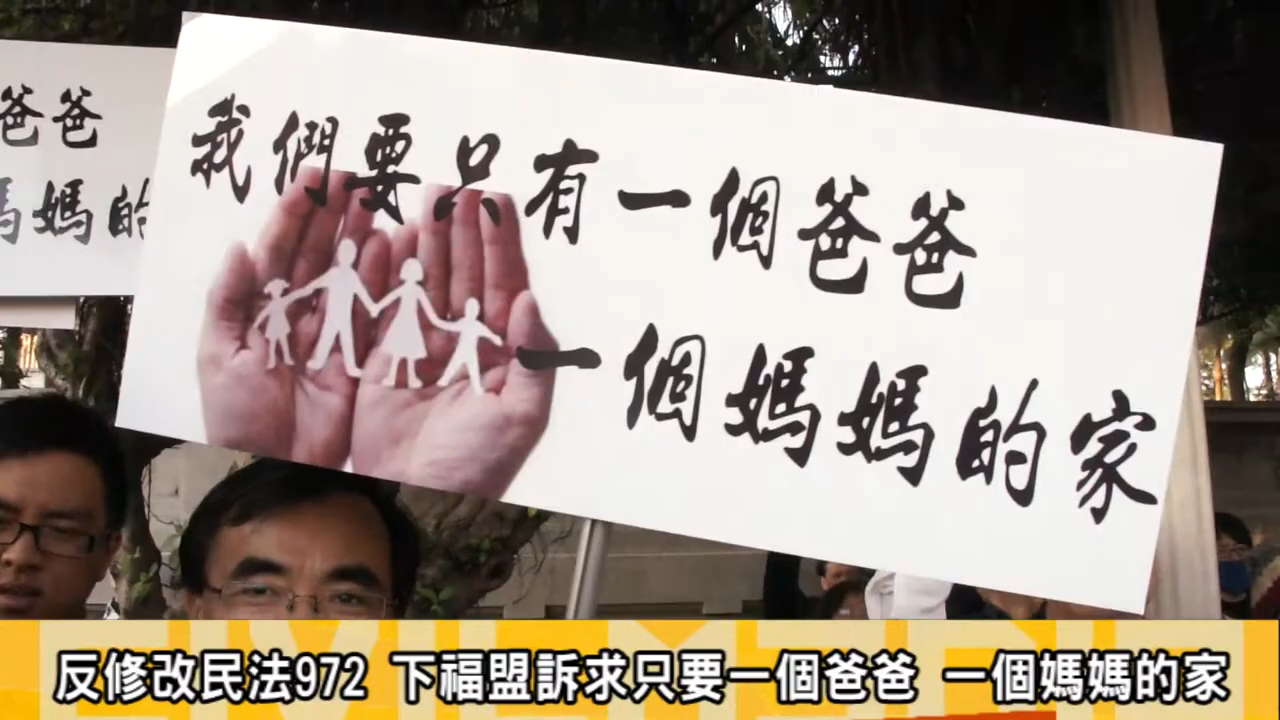 爸爸
媽媽的
我們要只有一個爸爸
一個媽媽的家
反修改民法972 下福盟訴求只要一個爸爸 一個媽媽的家